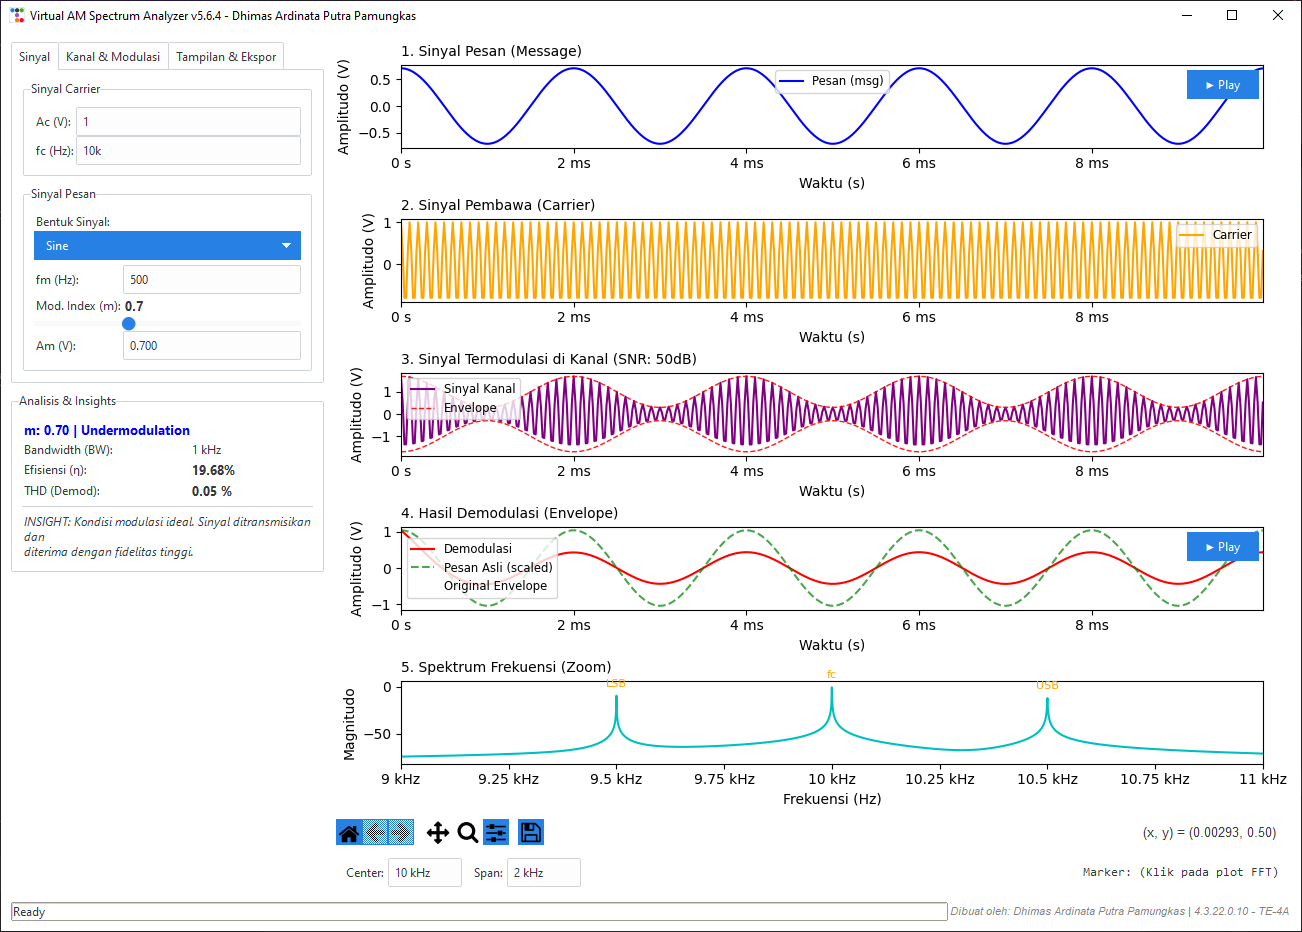 Virtual AM Spectrum Analyzer v5.6.4 - Dhimas Ardinata Putra Pamungkas
Sinyal
Kanal & Modulasi
Tampilan & Ekspor
Sinyal Carrier
Ac (V): 1
fc (Hz): 10k
Sinyal Pesan
Bentuk Sinyal:
Sine
fm (Hz): 500
Mod. Index (m): 0.7
Am (V): 0.700
Analisis & Insights
m: 0.70 | Undermodulation
Bandwidth (BW): 1 kHz
Efisiensi (η): 19.68%
THD (Demod): 0.05 %
INSIGHT: Kondisi modulasi ideal. Sinyal ditransmisikan
dan
diterima dengan fidelitas tinggi.
1. Sinyal Pesan (Message)
Amplitudo (V)
0.5
0.0
−0.5
Pesan (msg)
► Play
0 s 2 ms 4 ms 6 ms 8 ms
Waktu (s)
2. Sinyal Pembawa (Carrier)
Amplitudo (V)
1
0
Carrier
0 s 2 ms 4 ms 6 ms 8 ms
Waktu (s)
3. Sinyal Termodulasi di Kanal (SNR: 50dB)
Amplitudo (V)
1
0
−1
Sinyal Kanal
Envelope
0 s 2 ms 4 ms 6 ms 8 ms
Waktu (s)
4. Hasil Demodulasi (Envelope)
Amplitudo (V)
1
0
−1
Demodulasi
Pesan Asli (scaled)
Original Envelope
► Play
0 s 2 ms 4 ms 6 ms 8 ms
Waktu (s)
5. Spektrum Frekuensi (Zoom)
Magnitudo
0
−50
LSB
fc
USB
9 kHz 9.25 kHz 9.5 kHz 9.75 kHz 10 kHz 10.25 kHz 10.5 kHz 10.75 kHz 11 kHz
Frekuensi (Hz)
(x, y) = (0.00293, 0.50)
Center: 10 kHz Span: 2 kHz
Marker: (Klik pada plot FFT)
Ready
Dibuat oleh: Dhimas Ardinata Putra Pamungkas | 4.3.22.0.10 - TE-4A